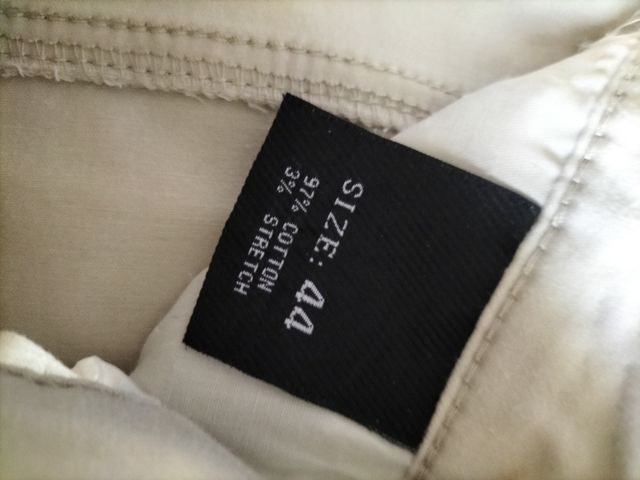 SIZE: 44
97% COTTON
3% STRETCH